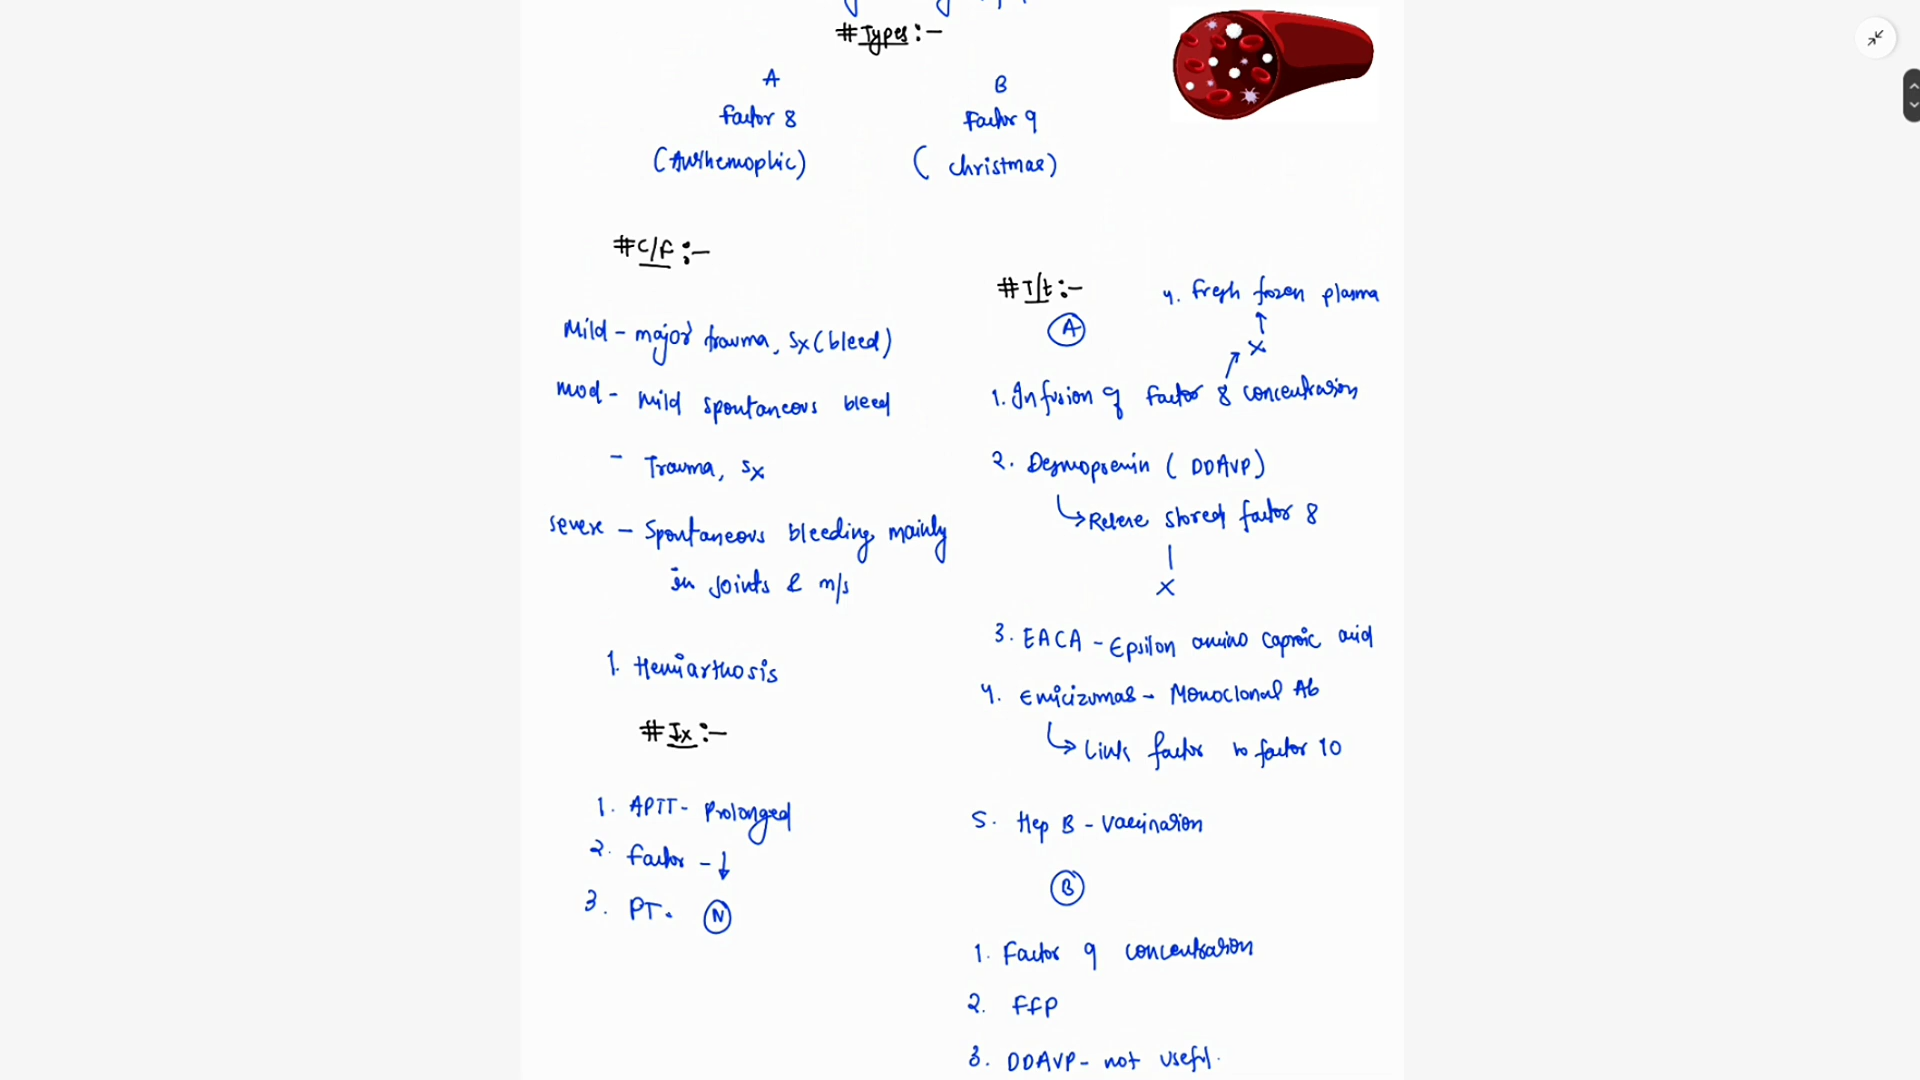 # Types :-
A
factor 8
(Antihemophic)
B
Factor 9
( christmas)
# C/F :-
Mild - major trauma, Sx (bleed)
mod - mild spontaneous bleed
- Trauma, Sx
severe - Spontaneous bleeding, mainly
in joints & m/s
1. Hemiarthosis
# Ix :-
1. APTT - Prolonged
2. factor - ↓
3. PT. N
# T/t :-
A
4. fresh frozen plasma
↑
x
1. Infusion of factor 8 concentration
2. Desmopressin ( DDAVP)
↳ Release stored factor 8
|
x
3. EACA - Epsilon amino caproic acid
4. Emicizumab - Monoclonal Ab
↳ Link factor to factor 10
5. Hep B - vaccination
B
1. Factor 9 concentration
2. FFP
3. DDAVP - not useful.